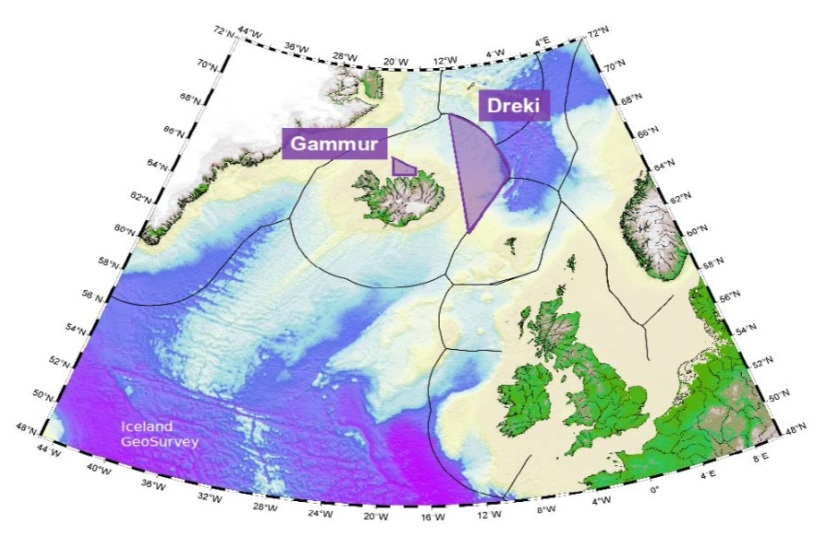 72°N
44°W
36°W
28°W
20°W
12°W
4°W
4°E
72°N
70°N
70°N
68°N
68°N
Dreki
66°N
66°N
Gammur
64°N
64°N
62°N
62°N
60°N
60°N
58°N
58°N
56°N
56°N
54°N
54°N
52°N
52°N
50°N
50°N
Iceland
GeoSurvey
48°N
48°N
44°W
40°W
36°W
32°W
28°W
24°W
20°W
16°W
12°W
8°W
4°W
0°
4°E
8°E